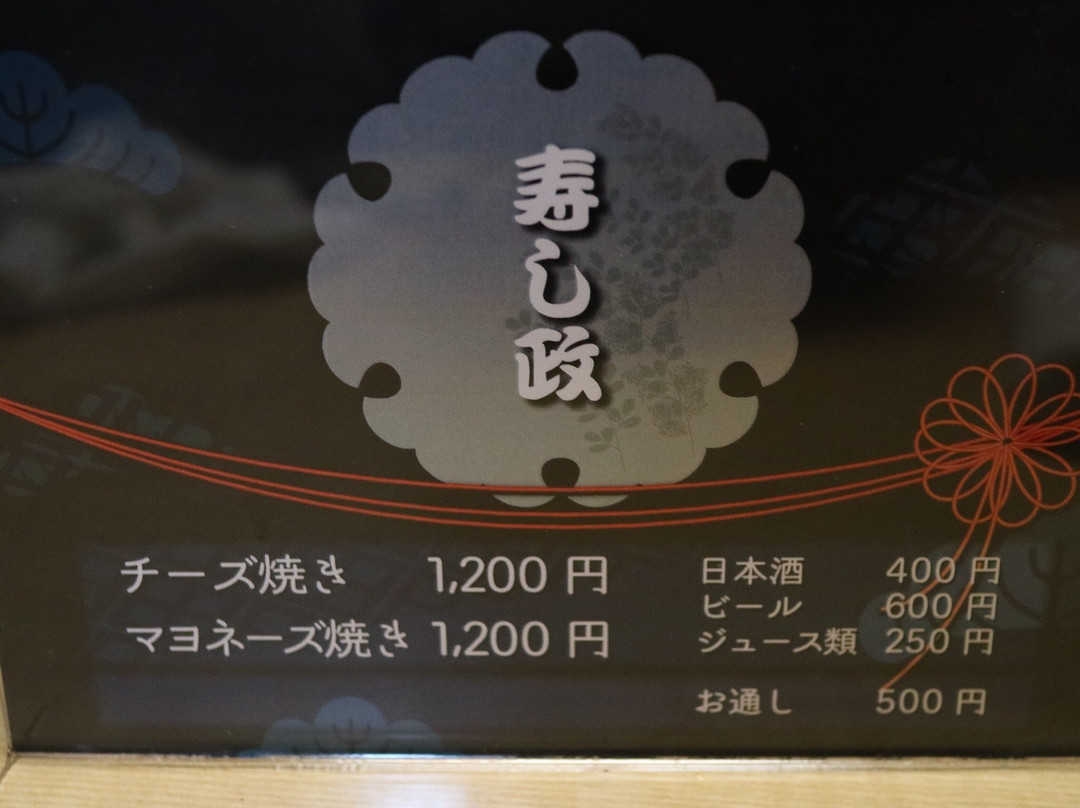 寿し政
チーズ焼き 1,200 円
マヨネーズ焼き 1,200 円
日本酒 400 円
ビール 600 円
ジュース類 250 円
お通し 500 円